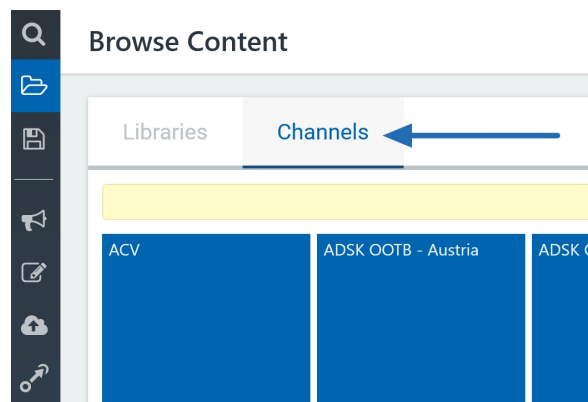 Browse Content
Libraries
Channels
ACV
ADSK OOTB - Austria
ADSK